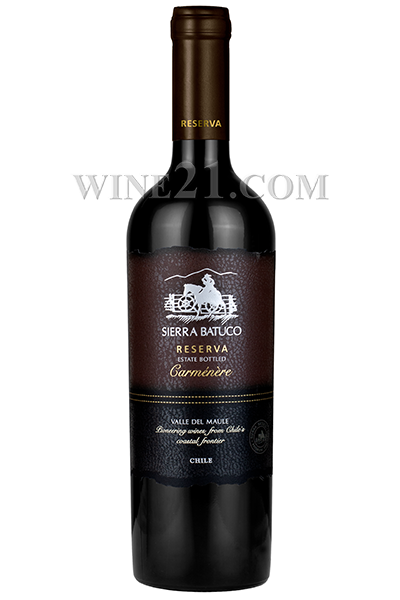 RESERVA
WINE21.COM
SIERRA BATUCO
RESERVA
ESTATE BOTTLED
Carménère
VALLE DEL MAULE
Pioneering wines from Chile's
coastal frontier
CHILE